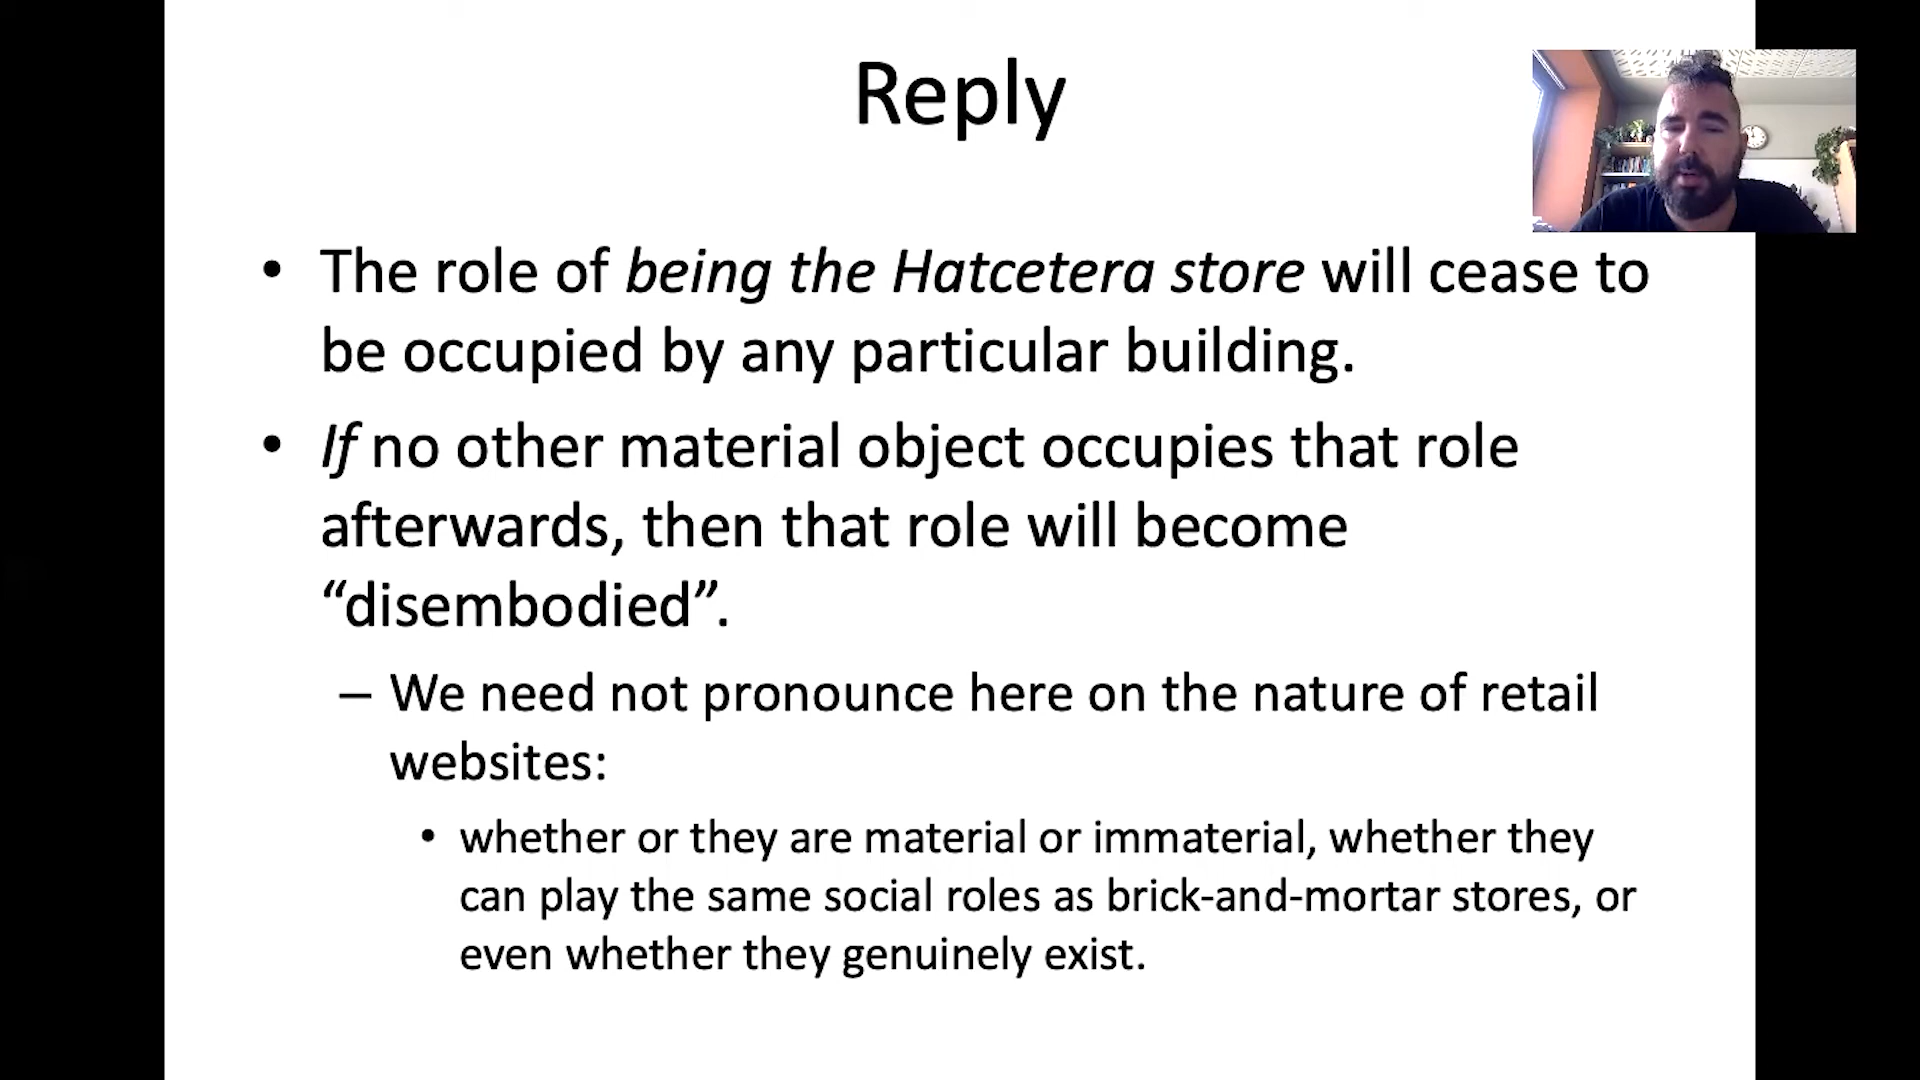 Reply
• The role of being the Hatcetera store will cease to
be occupied by any particular building.
• If no other material object occupies that role
afterwards, then that role will become
“disembodied”.
– We need not pronounce here on the nature of retail
websites:
• whether or they are material or immaterial, whether they
can play the same social roles as brick-and-mortar stores, or
even whether they genuinely exist.